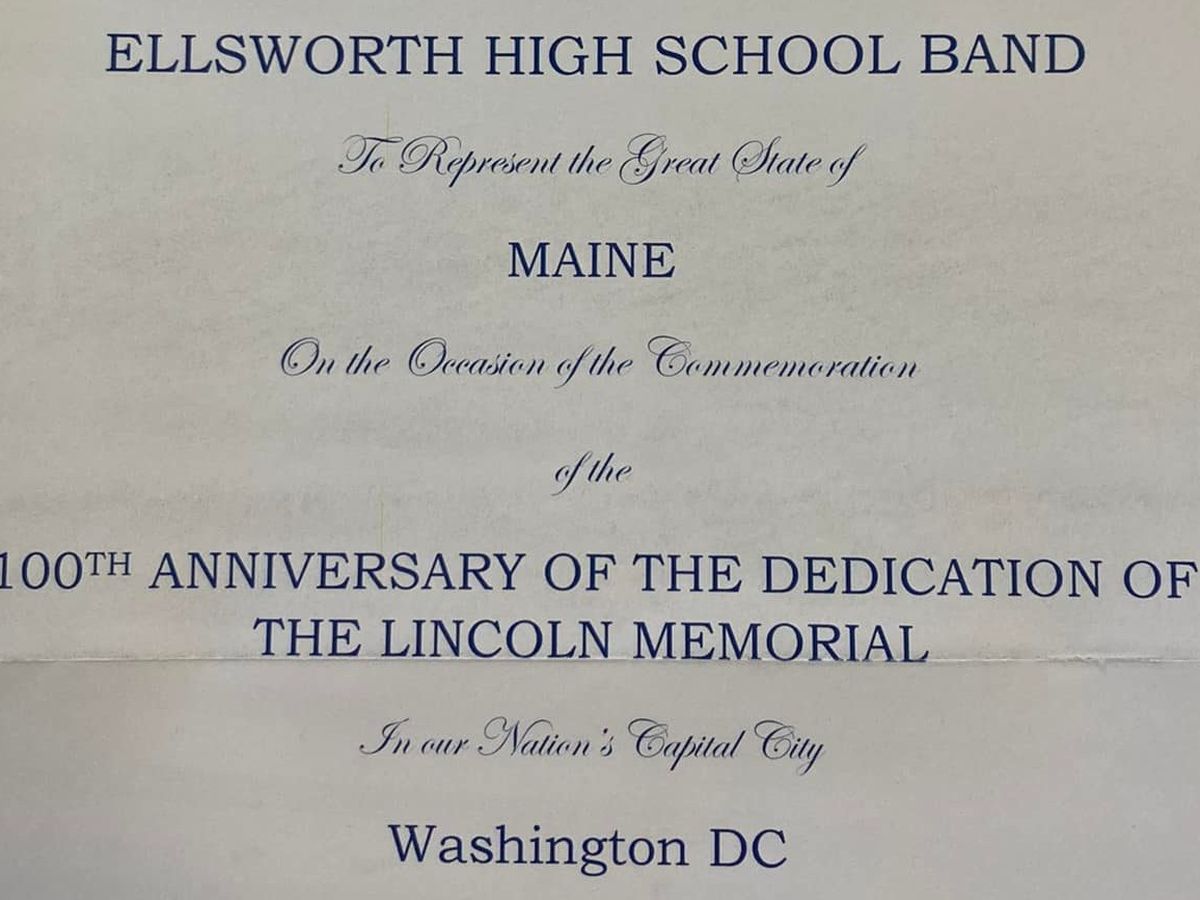 ELLSWORTH HIGH SCHOOL BAND
To Represent the Great State of
MAINE
On the Occasion of the Commemoration
of the
100TH ANNIVERSARY OF THE DEDICATION OF
THE LINCOLN MEMORIAL
In our Nation's Capital City
Washington DC